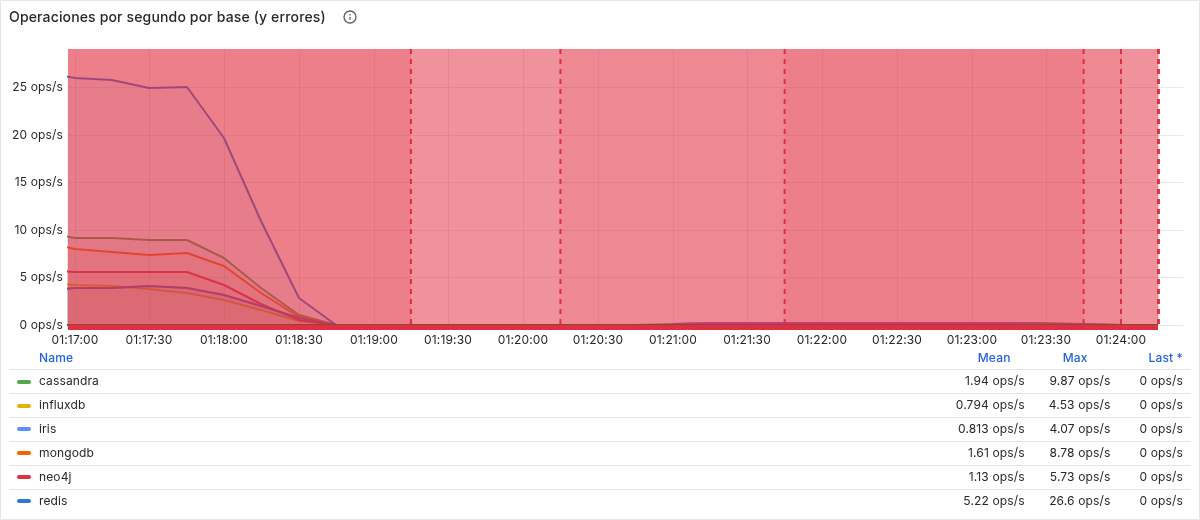 Operaciones por segundo por base (y errores)
25 ops/s
20 ops/s
15 ops/s
10 ops/s
5 ops/s
0 ops/s
01:17:00 01:17:30 01:18:00 01:18:30 01:19:00 01:19:30 01:20:00 01:20:30 01:21:00 01:21:30 01:22:00 01:22:30 01:23:00 01:23:30 01:24:00
Name Mean Max Last *
cassandra 1.94 ops/s 9.87 ops/s 0 ops/s
influxdb 0.794 ops/s 4.53 ops/s 0 ops/s
iris 0.813 ops/s 4.07 ops/s 0 ops/s
mongodb 1.61 ops/s 8.78 ops/s 0 ops/s
neo4j 1.13 ops/s 5.73 ops/s 0 ops/s
redis 5.22 ops/s 26.6 ops/s 0 ops/s